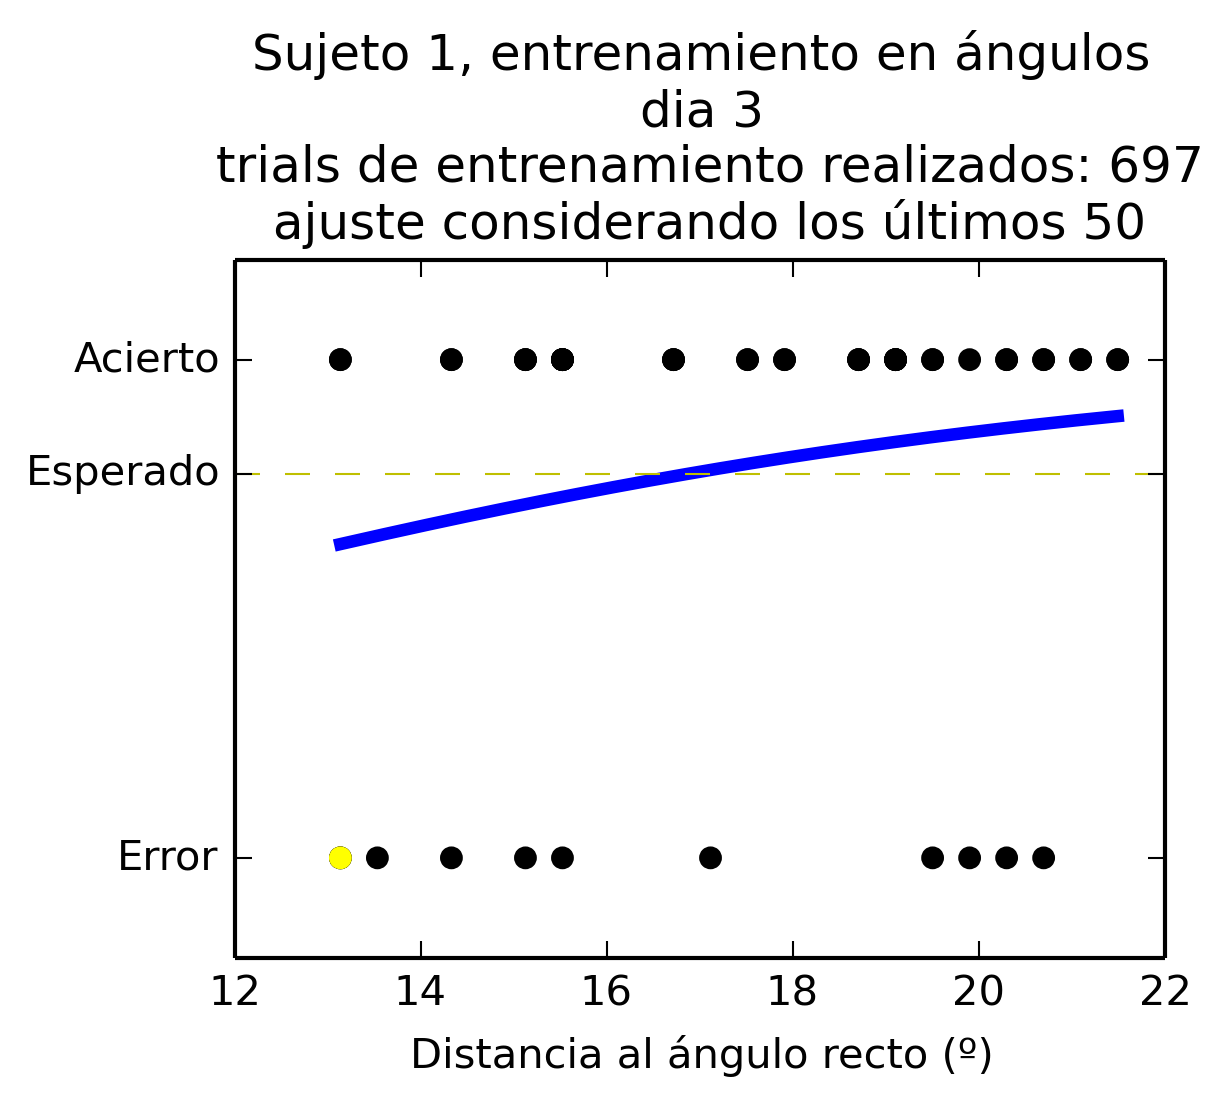 Sujeto 1, entrenamiento en ángulos
dia 3
trials de entrenamiento realizados: 697
ajuste considerando los últimos 50
Acierto
Esperado
Error
12 14 16 18 20 22
Distancia al ángulo recto (º)